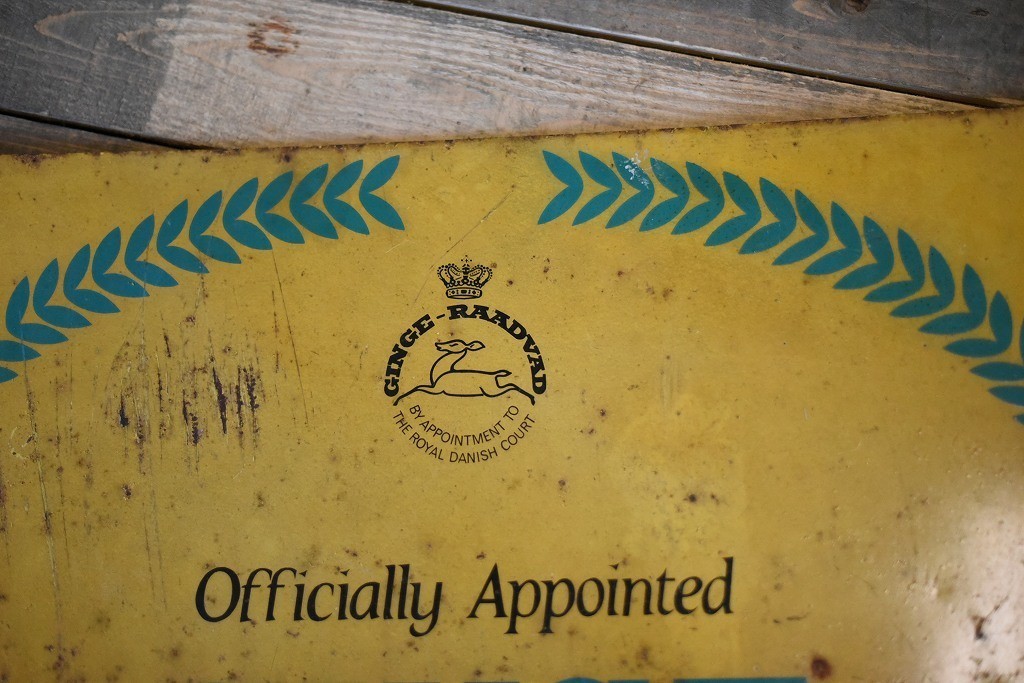 GINGE-RAADVAD
BY APPOINTMENT TO
THE ROYAL DANISH COURT
Officially Appointed